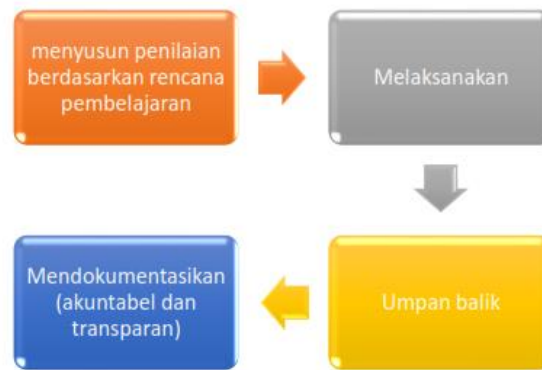 menyusun penilaian
berdasarkan rencana
pembelajaran
Melaksanakan
Umpan balik
Mendokumentasikan
(akuntabel dan
transparan)